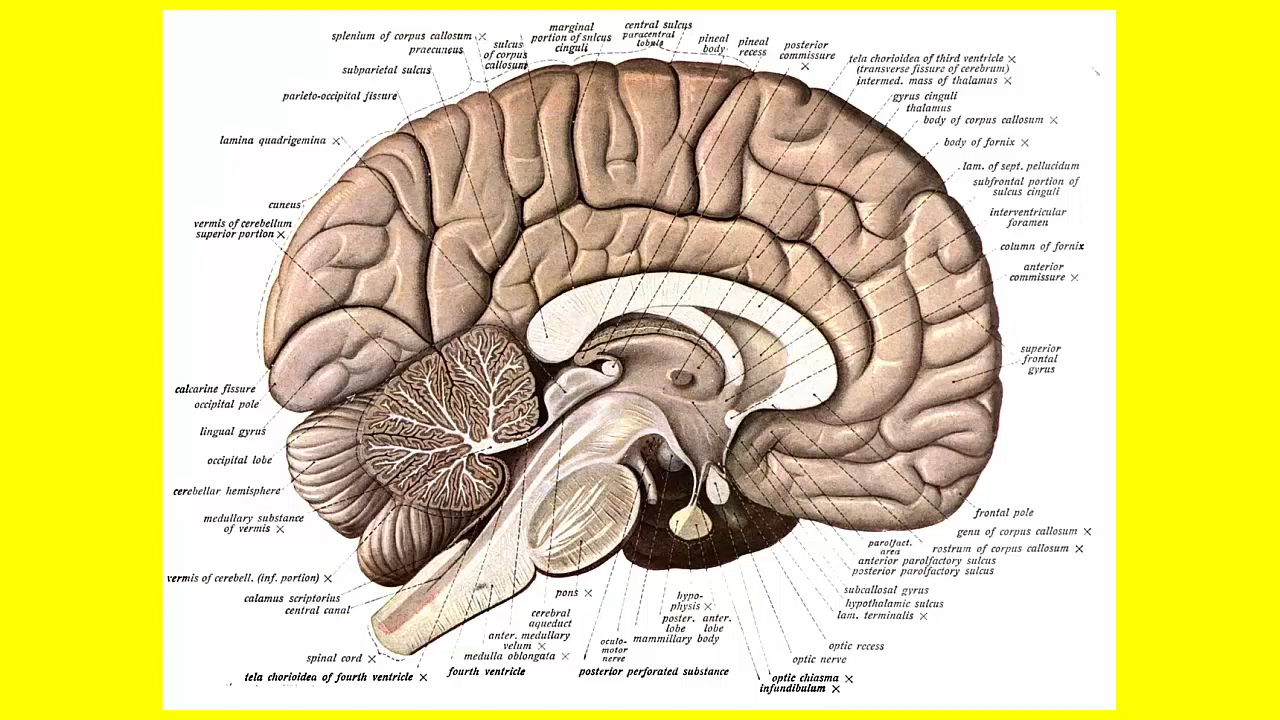 splenium of corpus callosum ×
praecuneus
subparietal sulcus
parieto-occipital fissure
lamina quadrigemina ×
cuneus
vermis of cerebellum
superior portion ×
sulcus
of corpus
callosum
marginal
portion of sulcus
cinguli
central sulcus
paracentral
lobule
pineal
body
pineal
recess
posterior
commissure
×
tela chorioidea of third ventricle ×
(transverse fissure of cerebrum)
intermed. mass of thalamus ×
gyrus cinguli
thalamus
body of corpus callosum ×
body of fornix ×
lam. of sept. pellucidum
subfrontal portion of
sulcus cinguli
interventricular
foramen
column of fornix
anterior
commissure ×
superior
frontal
gyrus
calcarine fissure
occipital pole
lingual gyrus
occipital lobe
cerebellar hemisphere
medullary substance
of vermis ×
vermis of cerebell. (inf. portion) ×
calamus scriptorius
central canal
spinal cord ×
tela chorioidea of fourth ventricle ×
pons ×
cerebral
aqueduct
anter. medullary
velum ×
medulla oblongata ×
fourth ventricle
oculo-
motor
nerve
hypo-
physis ×
poster. anter.
lobe lobe
mammillary body
posterior perforated substance
frontal pole
genu of corpus callosum ×
parolfact.
area
rostrum of corpus callosum ×
anterior parolfactory sulcus
posterior parolfactory sulcus
subcallosal gyrus
hypothalamic sulcus
lam. terminalis ×
optic recess
optic nerve
optic chiasma ×
infundibulum ×